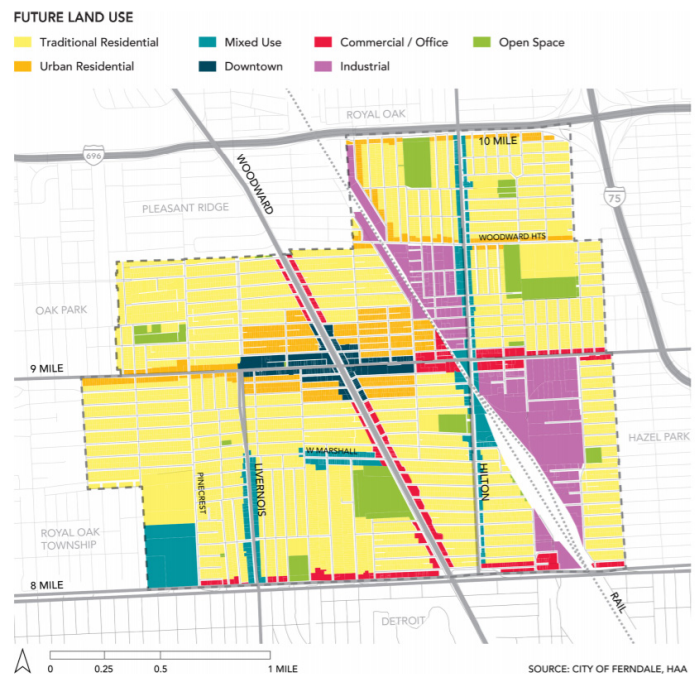 FUTURE LAND USE
Traditional Residential
Mixed Use
Commercial / Office
Open Space
Urban Residential
Downtown
Industrial
ROYAL OAK
10 MILE
696
WOODWARD
75
PLEASANT RIDGE
WOODWARD HTS
OAK PARK
9 MILE
HAZEL PARK
W MARSHALL
PINECREST
LIVERNOIS
HILTON
ROYAL OAK
TOWNSHIP
8 MILE
RAIL
DETROIT
0 0.25 0.5 1 MILE
SOURCE: CITY OF FERNDALE, HAA